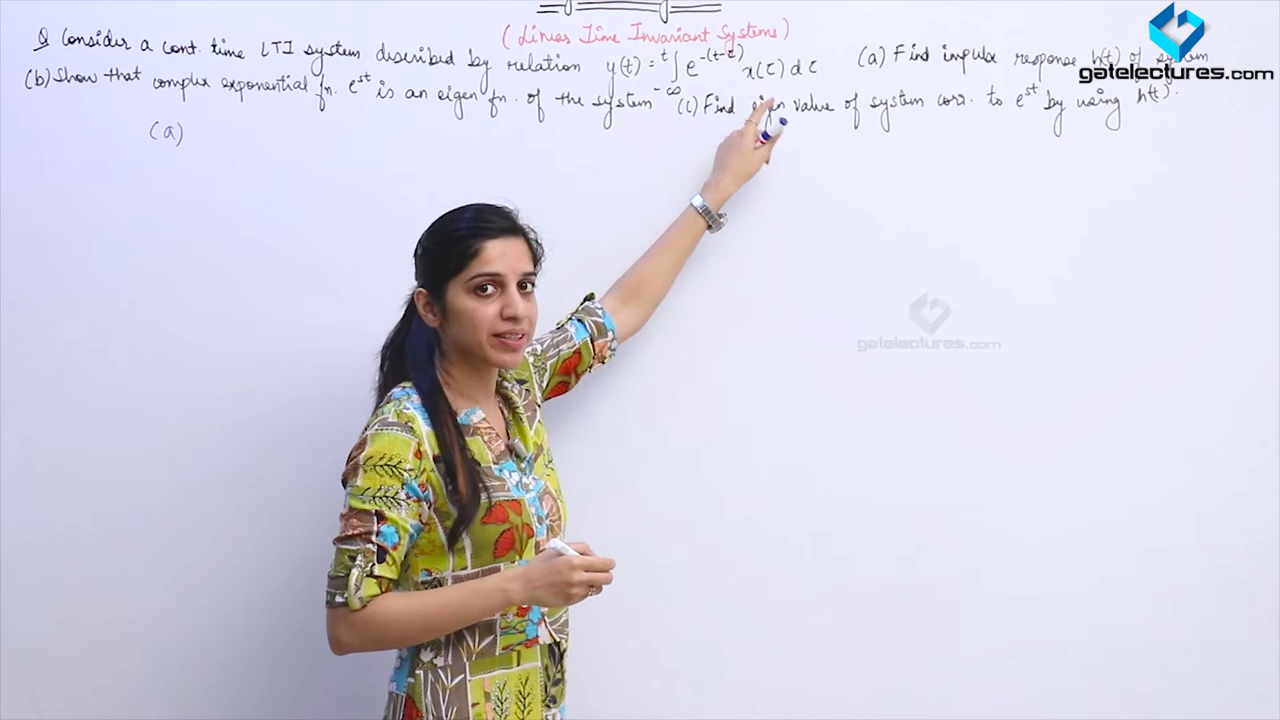 (Linear Time Invariant Systems)
Q Consider a cont. time LTI system described by relation y(t) = ∫_{-∞}^{t} e^{-(t-τ)} x(τ) dτ (a) Find impulse response h(t) of system
(b) Show that complex exponential fn. e^{st} is an eigen fn. of the system (c) Find eigen value of system corr. to e^{st} by using h(t).
(a)
gatelectures.com
gatelectures.com